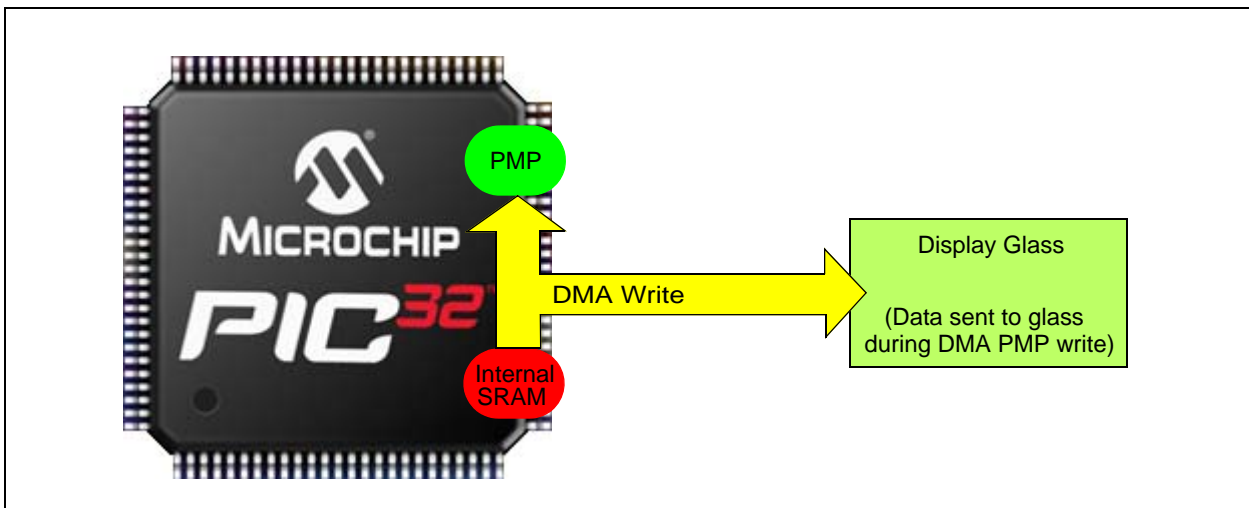 PMP
MICROCHIP
PIC32
Internal
SRAM
DMA Write
Display Glass
(Data sent to glass
during DMA PMP write)